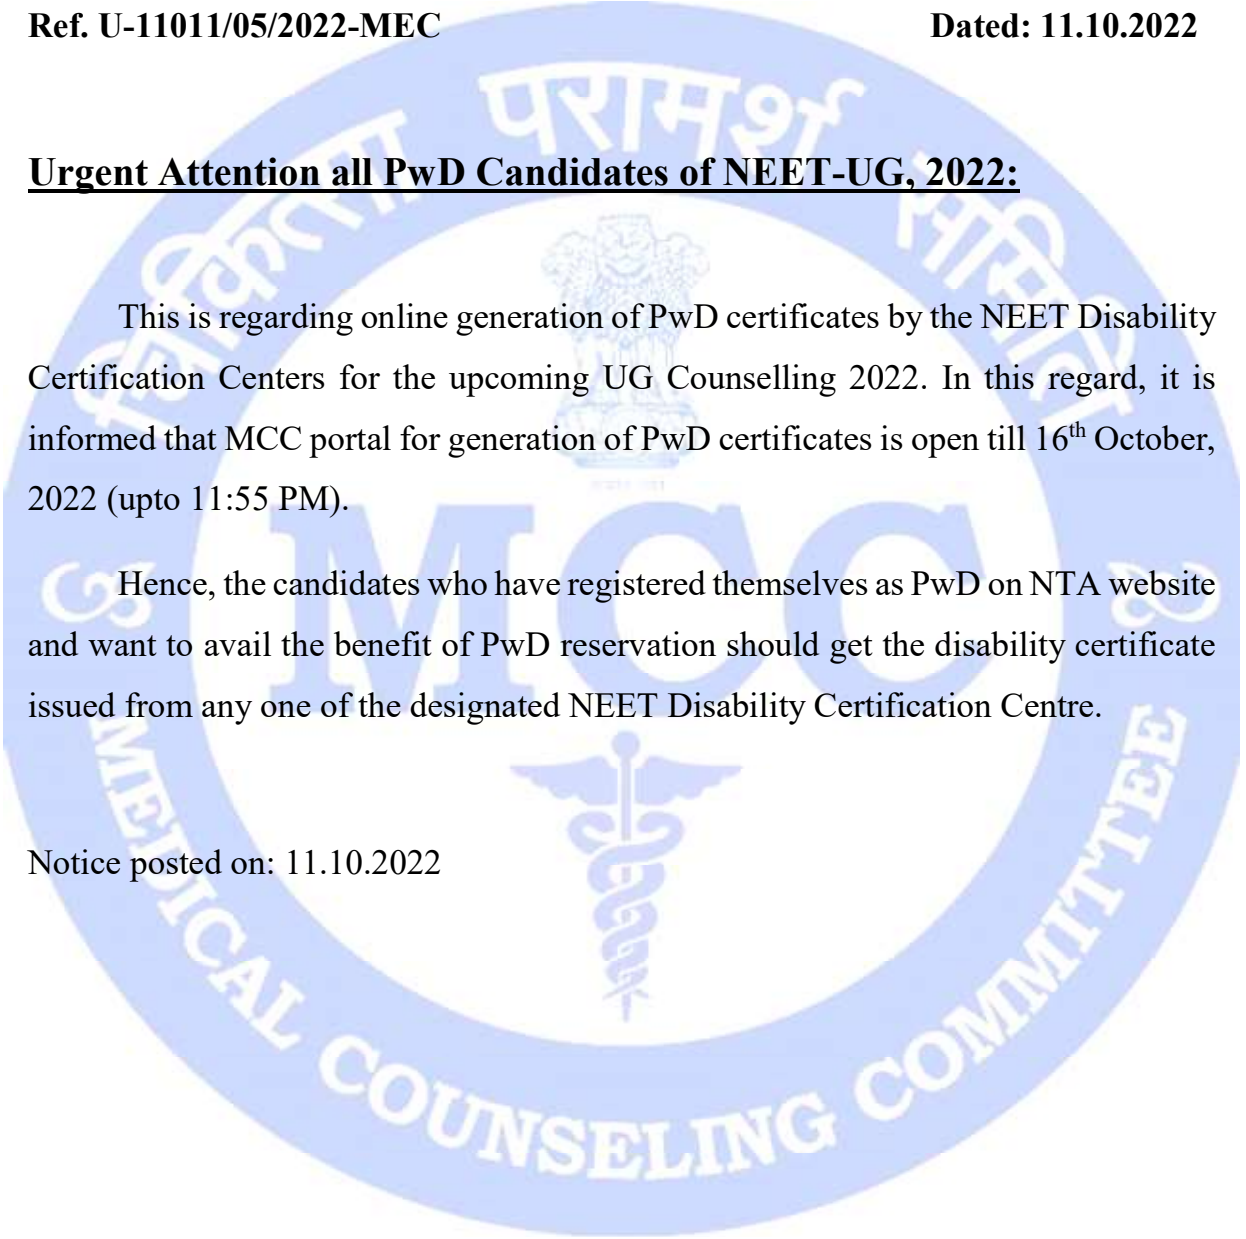 Ref. U-11011/05/2022-MEC Dated: 11.10.2022
चिकित्सा परामर्श समिति
Urgent Attention all PwD Candidates of NEET-UG, 2022:
This is regarding online generation of PwD certificates by the NEET Disability
Certification Centers for the upcoming UG Counselling 2022. In this regard, it is
informed that MCC portal for generation of PwD certificates is open till 16th October,
2022 (upto 11:55 PM).
MCC
Hence, the candidates who have registered themselves as PwD on NTA website
and want to avail the benefit of PwD reservation should get the disability certificate
issued from any one of the designated NEET Disability Certification Centre.
Notice posted on: 11.10.2022
MEDICAL COUNSELING COMMITTEE